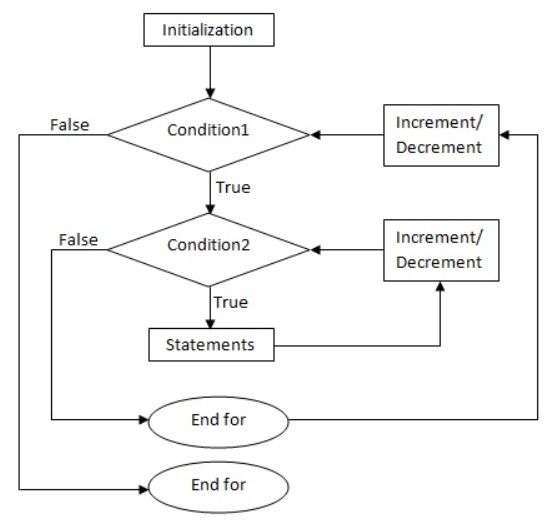 Initialization
False
Condition1
Increment/
Decrement
True
False
Condition2
Increment/
Decrement
True
Statements
End for
End for